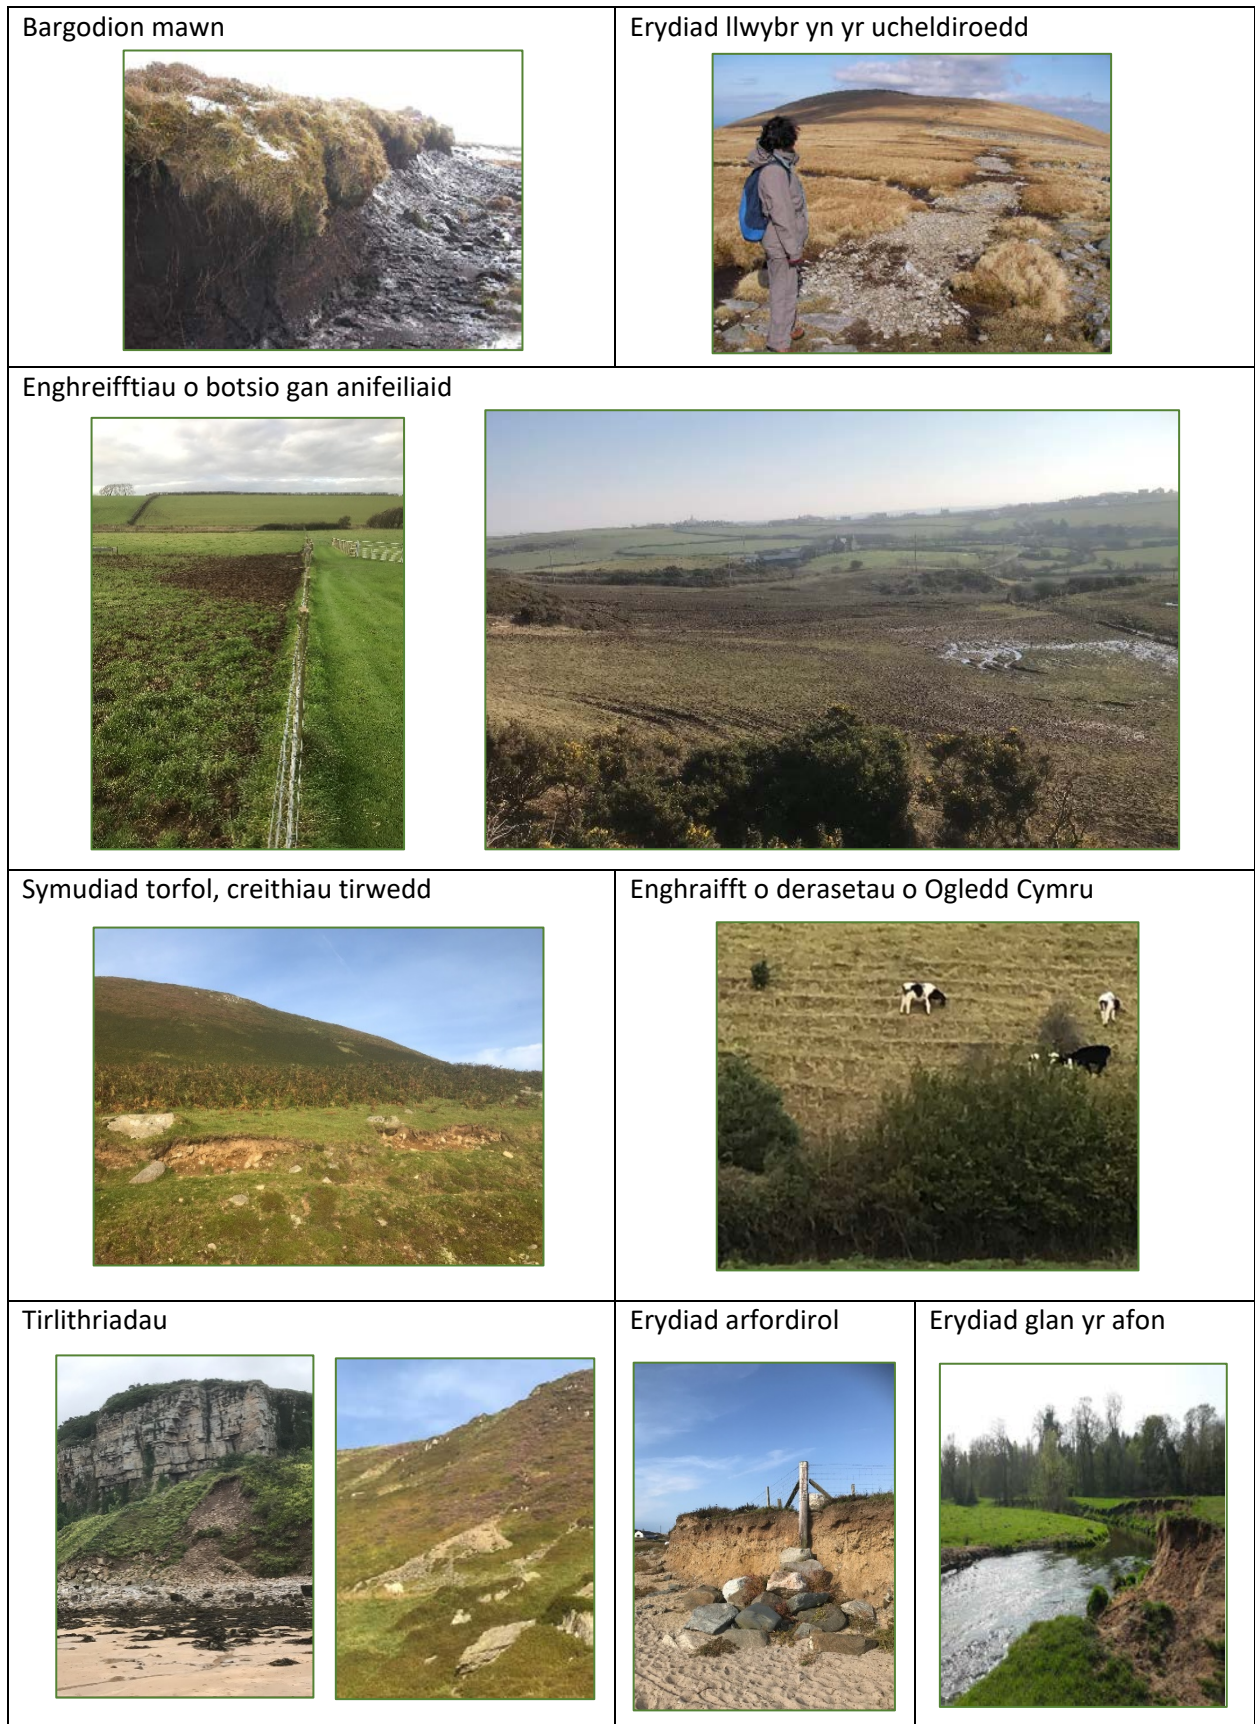 Bargodion mawn
Erydiad llwybr yn yr ucheldiroedd
Enghreifftiau o botsio gan anifeiliaid
Symudiad torfol, creithiau tirwedd
Enghraifft o derasetau o Ogledd Cymru
Tirlithriadau
Erydiad arfordirol
Erydiad glan yr afon